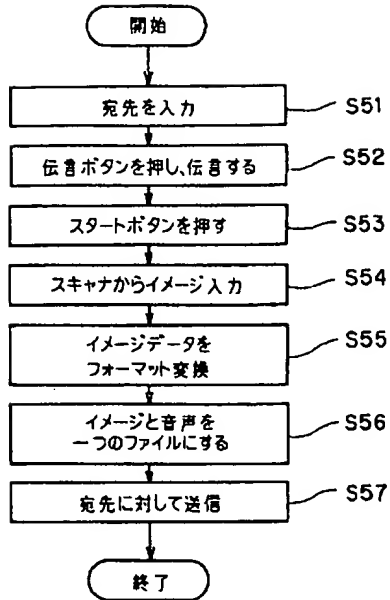 開始
宛先を入力 S51
伝言ボタンを押し、伝言する S52
スタートボタンを押す S53
スキャナからイメージ入力 S54
イメージデータを
フォーマット変換 S55
イメージと音声を
一つのファイルにする S56
宛先に対して送信 S57
終了